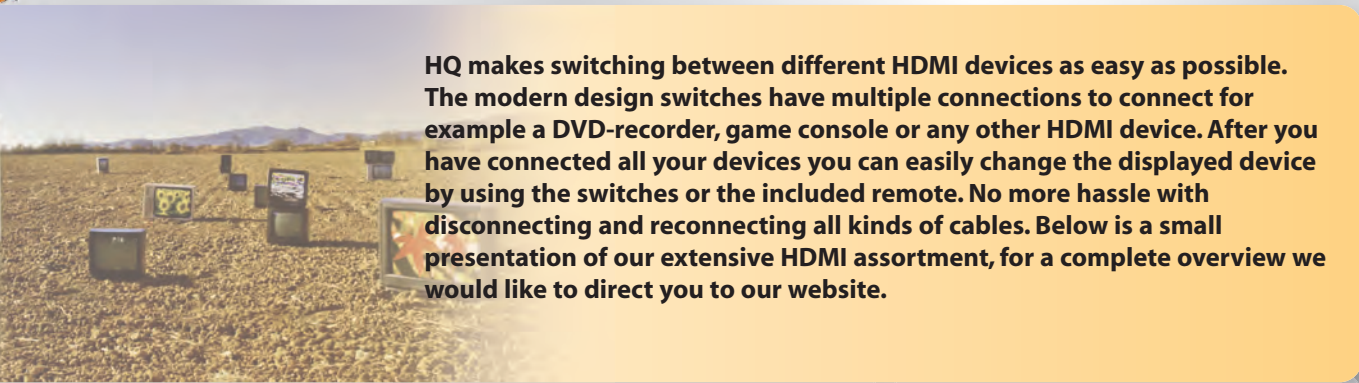 HQ makes switching between different HDMI devices as easy as possible.
The modern design switches have multiple connections to connect for
example a DVD-recorder, game console or any other HDMI device. After you
have connected all your devices you can easily change the displayed device
by using the switches or the included remote. No more hassle with
disconnecting and reconnecting all kinds of cables. Below is a small
presentation of our extensive HDMI assortment, for a complete overview we
would like to direct you to our website.